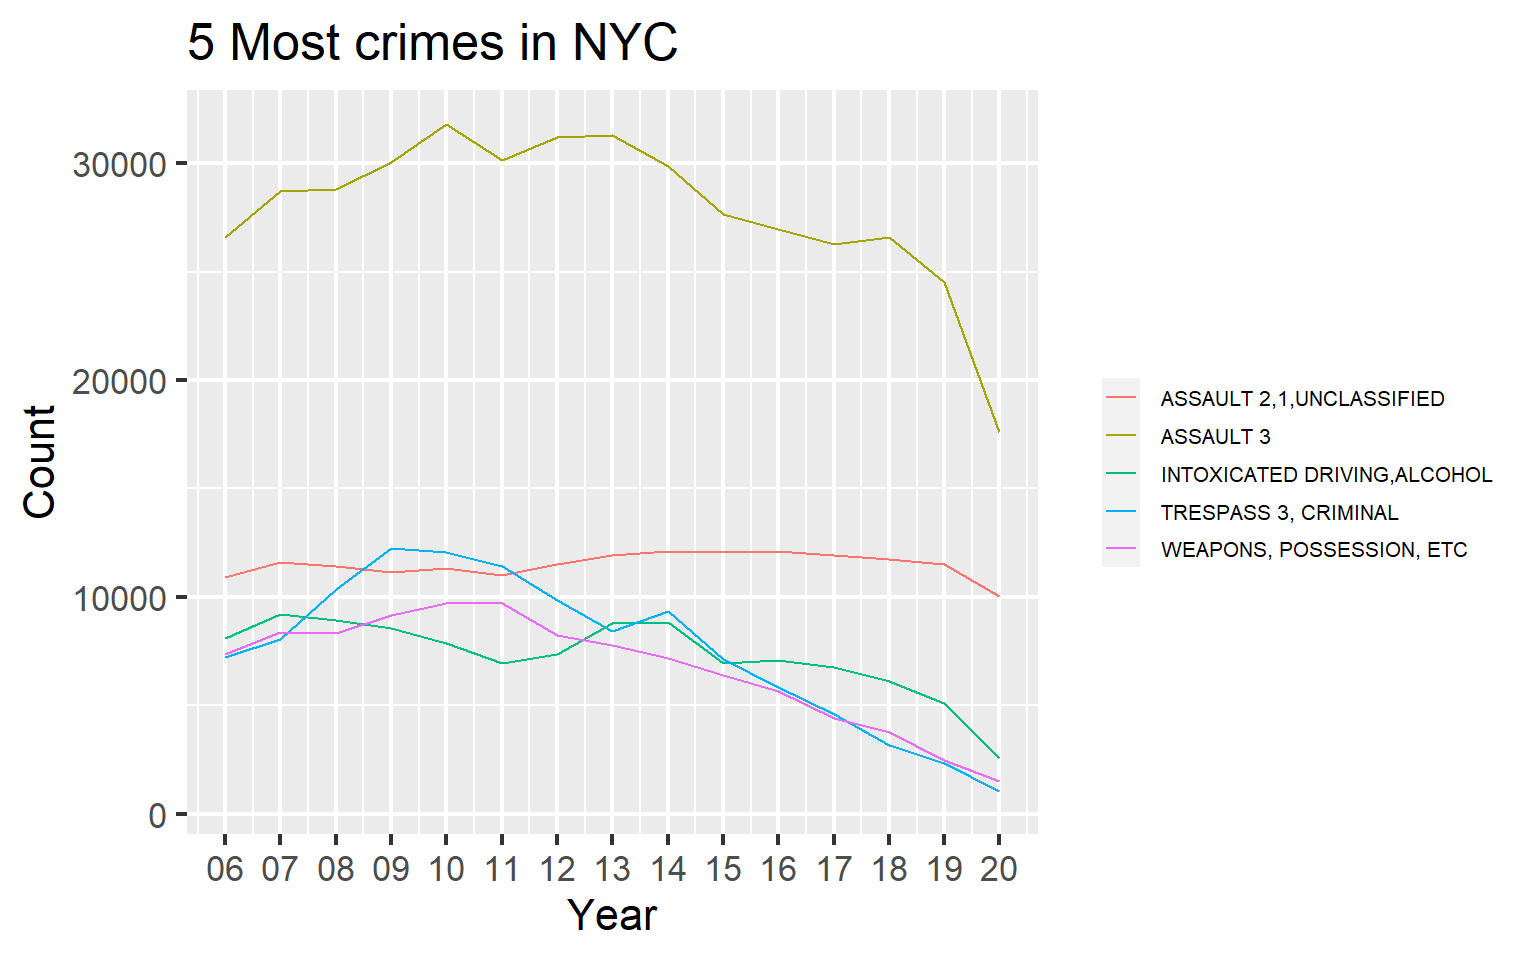 5 Most crimes in NYC
Count
30000
20000
10000
0
06 07 08 09 10 11 12 13 14 15 16 17 18 19 20
Year
ASSAULT 2,1,UNCLASSIFIED
ASSAULT 3
INTOXICATED DRIVING,ALCOHOL
TRESPASS 3, CRIMINAL
WEAPONS, POSSESSION, ETC